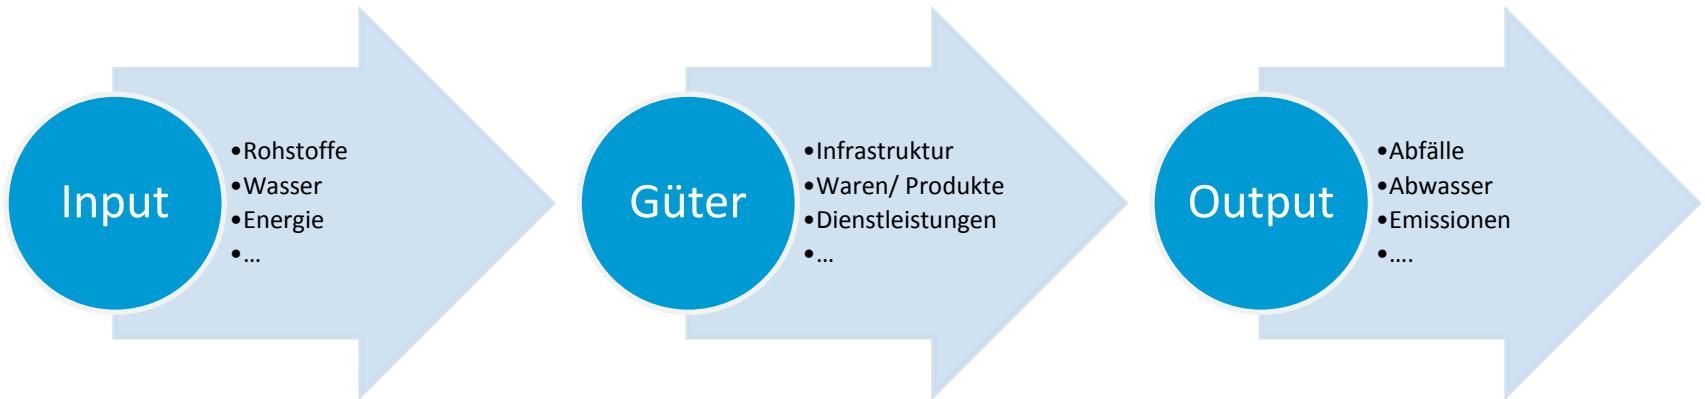 Input
•Rohstoffe
•Wasser
•Energie
•...
Güter
•Infrastruktur
•Waren/ Produkte
•Dienstleistungen
•...
Output
•Abfälle
•Abwasser
•Emissionen
•....